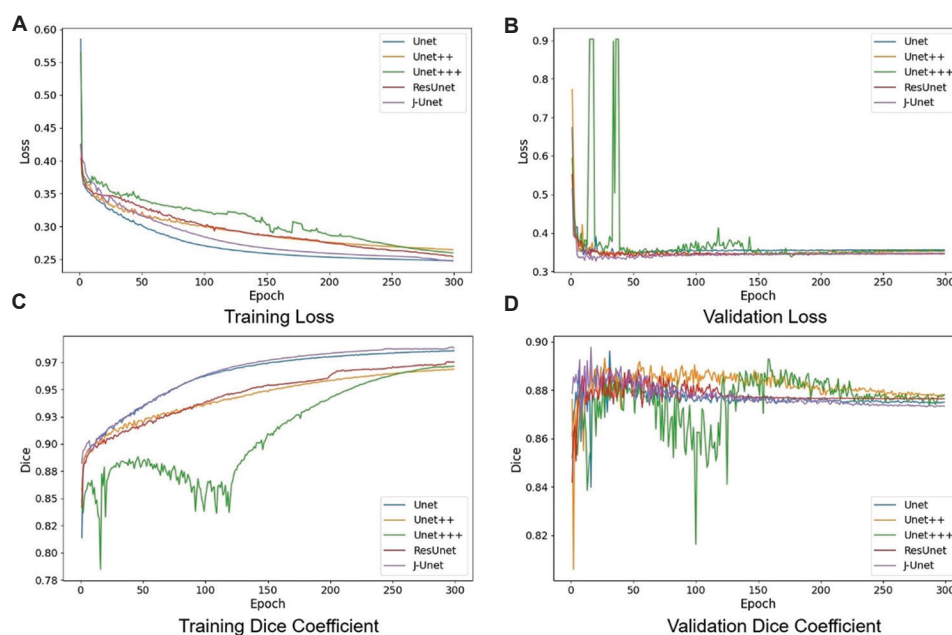 A
0.60
0.55
0.50
0.45
0.40
0.35
0.30
0.25
Loss
0 50 100 150 200 250 300
Epoch
Unet
Unet++
Unet+++
ResUnet
J-Unet
Training Loss
B
0.9
0.8
0.7
0.6
0.5
0.4
0.3
Loss
0 50 100 150 200 250 300
Epoch
Unet
Unet++
Unet+++
ResUnet
J-Unet
Validation Loss
C
0.97
0.95
0.93
0.90
0.88
0.85
0.82
0.80
0.78
Dice
0 50 100 150 200 250 300
Epoch
Unet
Unet++
Unet+++
ResUnet
J-Unet
Training Dice Coefficient
D
0.90
0.88
0.86
0.84
0.82
Dice
0 50 100 150 200 250 300
Epoch
Unet
Unet++
Unet+++
ResUnet
J-Unet
Validation Dice Coefficient